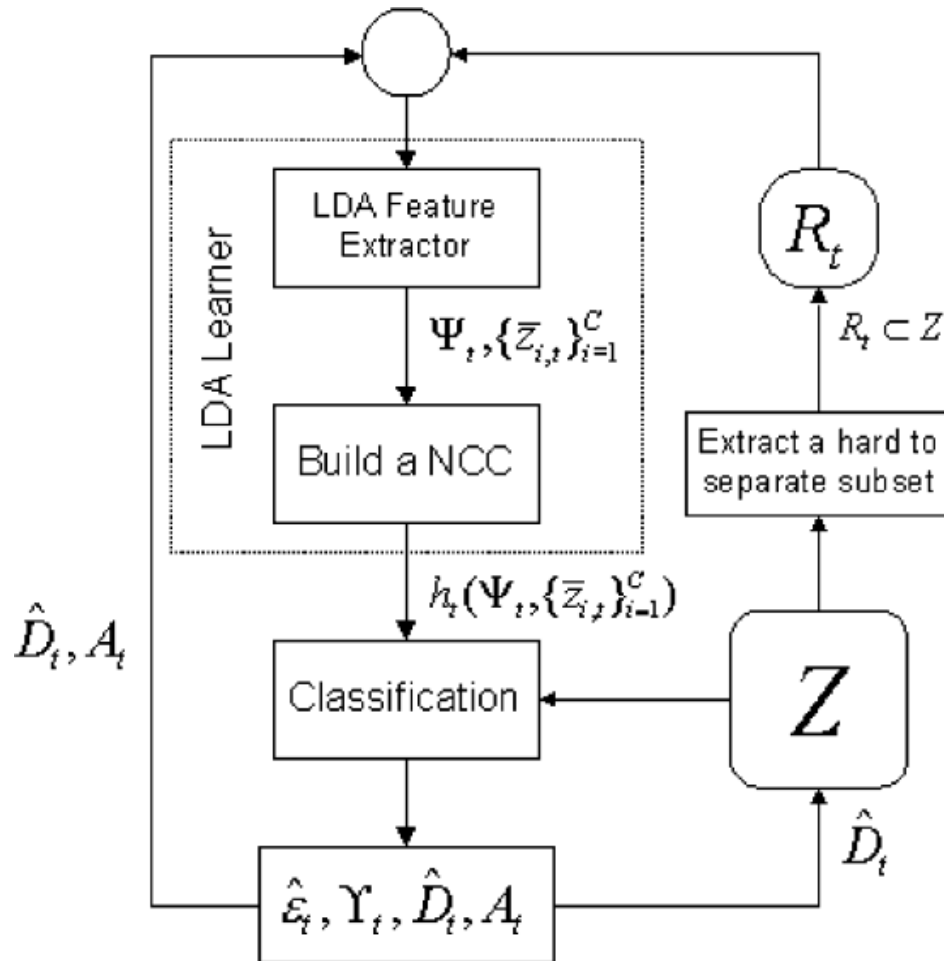 LDA Learner
LDA Feature
Extractor
Ψ_t, {z̅_{i,t}}_{i=1}^C
Build a NCC
h_t(Ψ_t, {z̅_{i,t}}_{i=1}^C)
Classification
ε̂_t, ϒ_t, D̂_t, A_t
D̂_t, A_t
R_t
R_t ⊂ Z
Extract a hard to
separate subset
Z
D̂_t